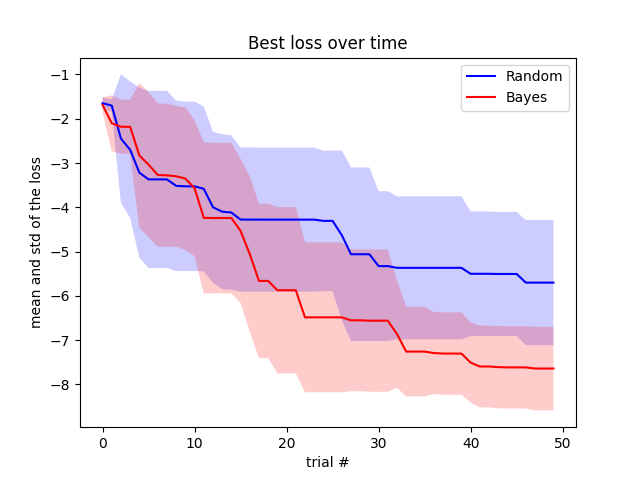 Best loss over time
Random
Bayes
mean and std of the loss
−1
−2
−3
−4
−5
−6
−7
−8
0 10 20 30 40 50
trial #